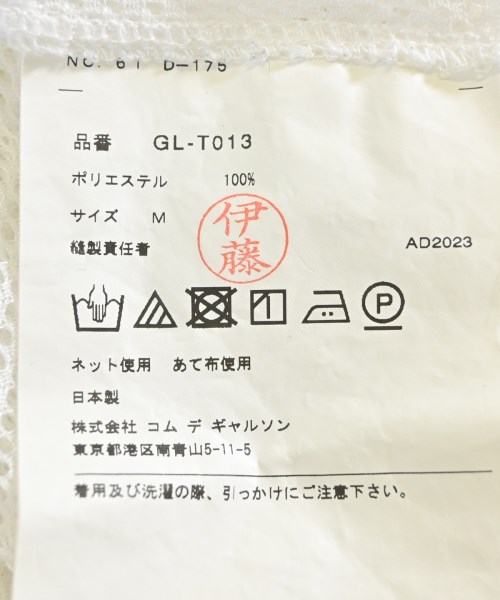 NO. 61 D-175
品番 GL-T013
ポリエステル 100%
サイズ M
伊藤
縫製責任者
AD2023
P
ネット使用 あて布使用
日本製
株式会社 コム デ ギャルソン
東京都港区南青山5-11-5
着用及び洗濯の際、引っかけにご注意下さい。